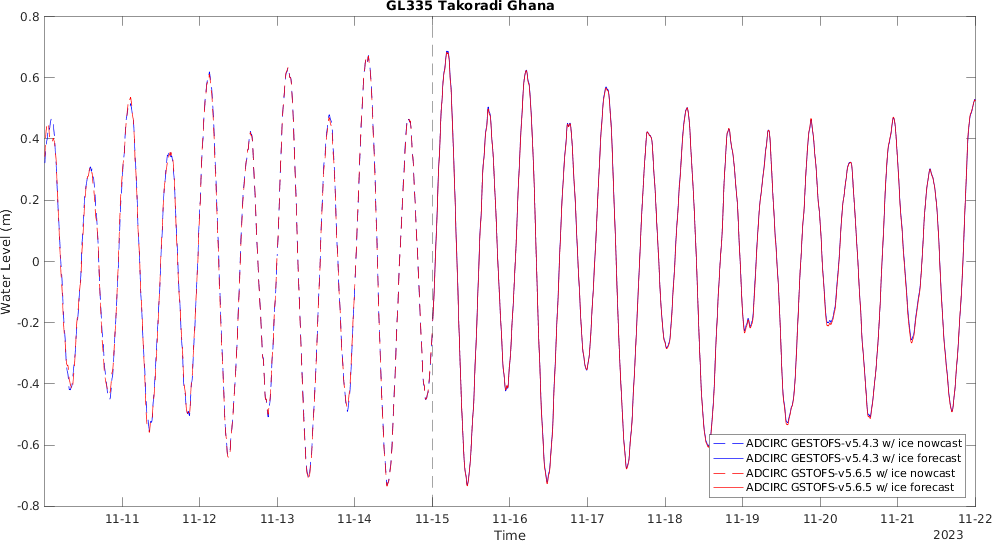 GL335 Takoradi Ghana
0.8
0.6
0.4
0.2
0
-0.2
-0.4
-0.6
-0.8
Water Level (m)
ADCIRC GESTOFS-v5.4.3 w/ ice nowcast
ADCIRC GESTOFS-v5.4.3 w/ ice forecast
ADCIRC GSTOFS-v5.6.5 w/ ice nowcast
ADCIRC GSTOFS-v5.6.5 w/ ice forecast
11-11 11-12 11-13 11-14 11-15 11-16 11-17 11-18 11-19 11-20 11-21 11-22
Time
2023